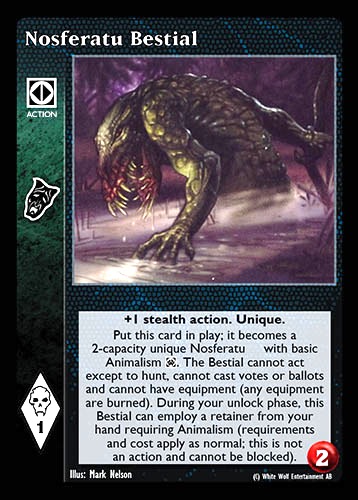 Nosferatu Bestial
ACTION
+1 stealth action. Unique.
Put this card in play; it becomes a
2-capacity unique Nosferatu with basic
Animalism. The Bestial cannot act
except to hunt, cannot cast votes or ballots
and cannot have equipment (any equipment
are burned). During your unlock phase, this
Bestial can employ a retainer from your
hand requiring Animalism (requirements
and cost apply as normal; this is not
an action and cannot be blocked).
1
2
Illus: Mark Nelson
(C) White Wolf Entertainment AB